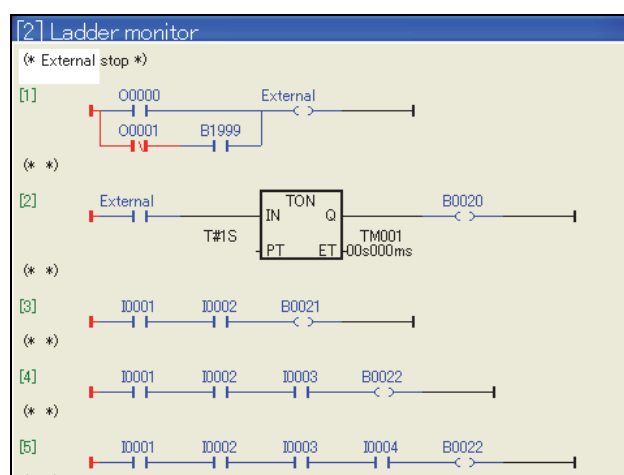 [2] Ladder monitor
(* External stop *)
[1] O0000 External
O0001 B1999
(* *)
[2] External TON B0020
IN Q
T#1S TM001
PT ET 00s000ms
(* *)
[3] I0001 I0002 B0021
(* *)
[4] I0001 I0002 I0003 B0022
(* *)
[5] I0001 I0002 I0003 I0004 B0022